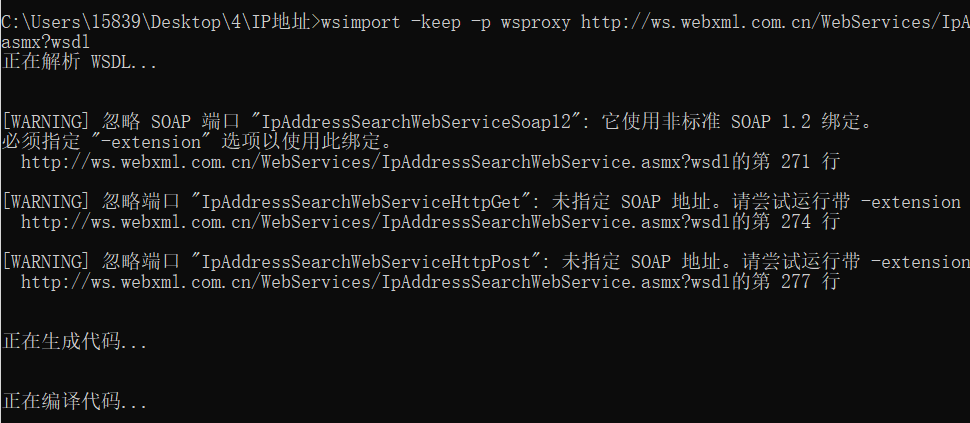 C:\Users\15839\Desktop\4\IP地址>wsimport -keep -p wsproxy http://ws.webxml.com.cn/WebServices/IpA
asmx?wsdl
正在解析 WSDL...
[WARNING] 忽略 SOAP 端口 "IpAddressSearchWebServiceSoap12": 它使用非标准 SOAP 1.2 绑定。
必须指定 "-extension" 选项以使用此绑定。
http://ws.webxml.com.cn/WebServices/IpAddressSearchWebService.asmx?wsdl的第 271 行
[WARNING] 忽略端口 "IpAddressSearchWebServiceHttpGet": 未指定 SOAP 地址。请尝试运行带 -extension
http://ws.webxml.com.cn/WebServices/IpAddressSearchWebService.asmx?wsdl的第 274 行
[WARNING] 忽略端口 "IpAddressSearchWebServiceHttpPost": 未指定 SOAP 地址。请尝试运行带 -extension
http://ws.webxml.com.cn/WebServices/IpAddressSearchWebService.asmx?wsdl的第 277 行
正在生成代码...
正在编译代码...